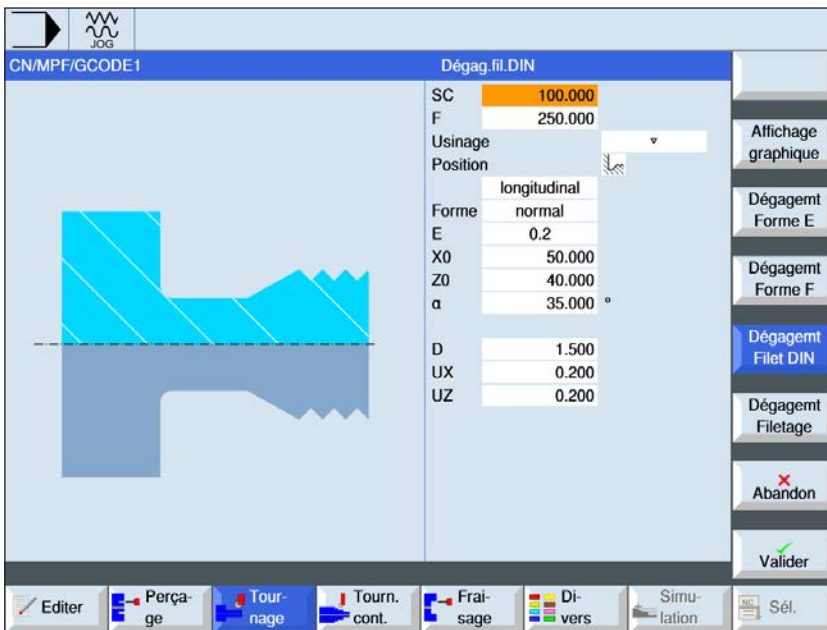 JOG
CN/MPF/GCODE1
Dégag.fil.DIN
SC 100.000
F 250.000
Usinage ▿
Position
longitudinal
Forme normal
E 0.2
X0 50.000
Z0 40.000
α 35.000 °
D 1.500
UX 0.200
UZ 0.200
Affichage
graphique
Dégagemt
Forme E
Dégagemt
Forme F
Dégagemt
Filet DIN
Dégagemt
Filetage
Abandon
Valider
Editer
Perça-
ge
Tour-
nage
Tourn.
cont.
Frai-
sage
Di-
vers
Simu-
lation
NC
Sél.